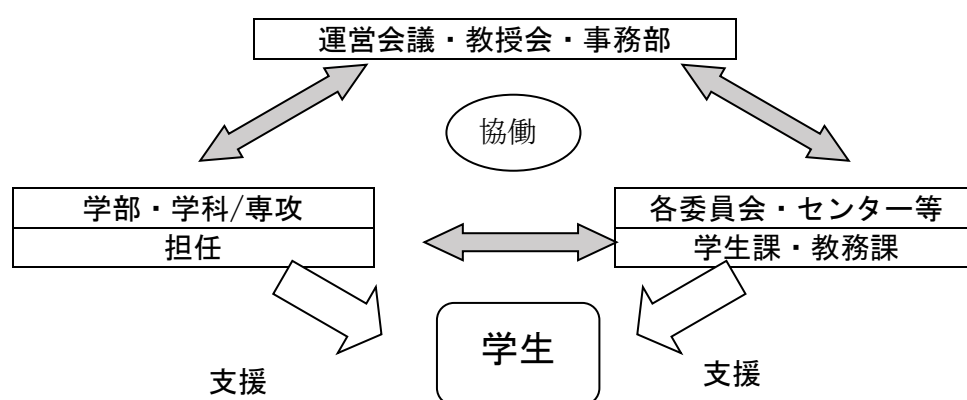 運営会議・教授会・事務部
協働
学部・学科/専攻
担任
各委員会・センター等
学生課・教務課
学生
支援
支援